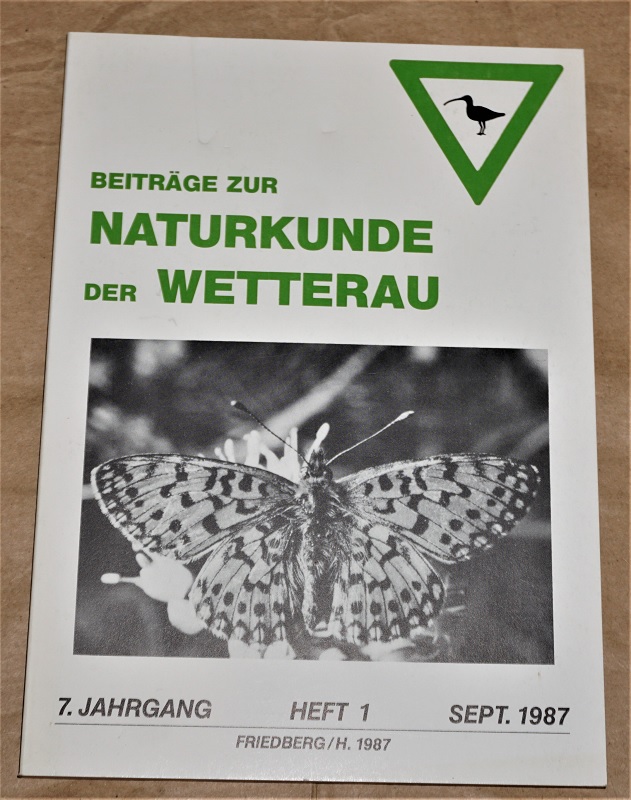 BEITRÄGE ZUR
NATURKUNDE
DER WETTERAU
7. JAHRGANG HEFT 1 SEPT. 1987
FRIEDBERG/H. 1987